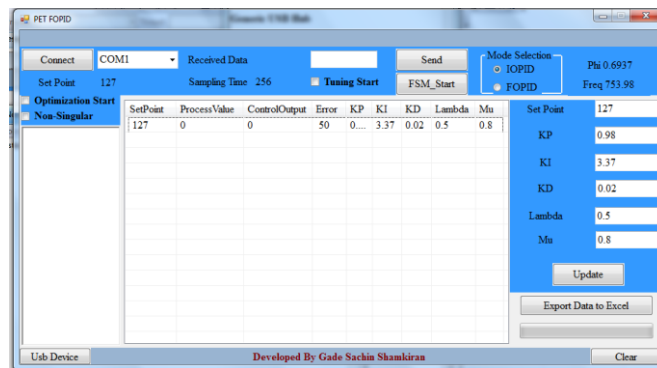 PET FOPID
Generic USB Hub
Connect COM1 Received Data Send Mode Selection
IOPID Phi 0.6937
Set Point 127 Sampling Time 256 Tuning Start FSM_Start FOPID Freq 753.98
Optimization Start
Non-Singular
SetPoint ProcessValue ControlOutput Error KP KI KD Lambda Mu
127 0 0 50 0.... 3.37 0.02 0.5 0.8
Set Point 127
KP 0.98
KI 3.37
KD 0.02
Lambda 0.5
Mu 0.8
Update
Export Data to Excel
Usb Device Developed By Gade Sachin Shamkiran Clear